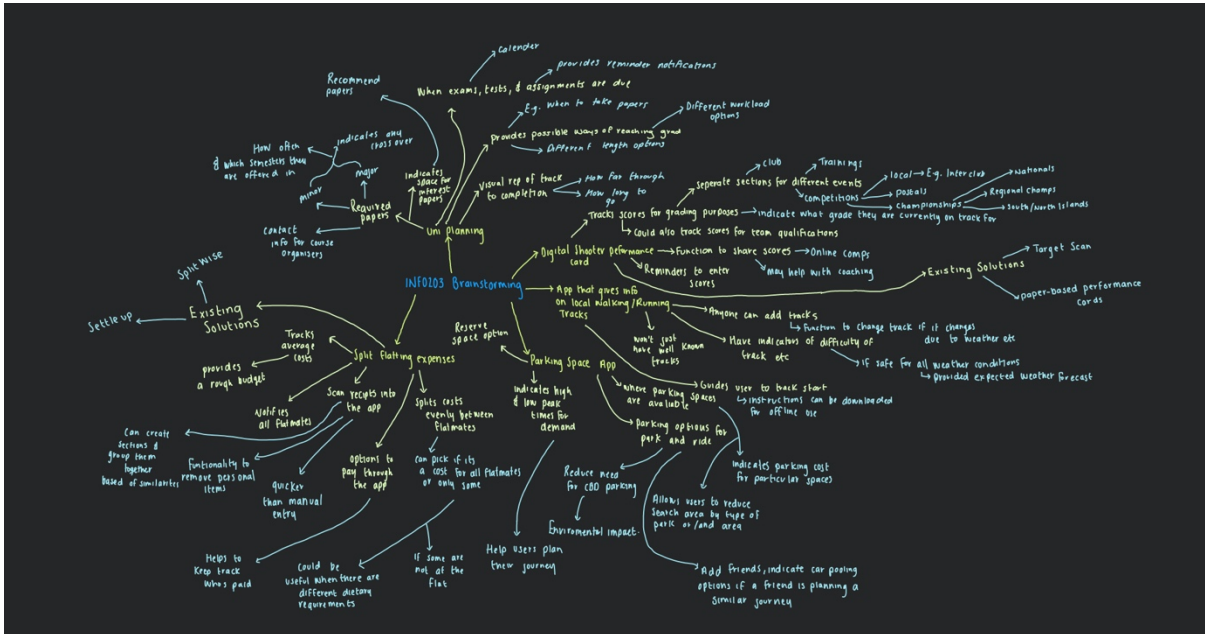 Calender
provides reminder notifications
When exams, tests, & assignments are due
Recommend
papers
E.g. when to take papers
Different workload
options
provides possible ways of reaching grad
Different length options
How often
& which semesters they
are offered in
indicates any
cross over
major
minor
Indicates
space for
interest
papers
Visual rep of track
to completion
How far through
How long to
go
Required
papers
Contact
info for course
organisers
Uni planning
club
Trainings
seperate sections for different events
competitions
local
E.g. Interclub
postals
championships
Nationals
Regional champs
South/North Islands
Tracks scores for grading purposes
indicate what grade they are currently on track for
Could also track scores for team qualifications
Digital Shooter Performance
card
Function to share scores
Online comps
may help with coaching
Reminders to enter
scores
Existing Solutions
Target Scan
paper-based performance
cards
INFO203 Brainstorming
App that gives info
on local walking/Running
Tracks
Anyone can add tracks
Function to change track if it changes
due to weather etc
won't just
have well known
tracks
Have indicators of difficulty of
track etc
If safe for all weather conditions
provided expected weather forecast
Guides user to track start
instructions can be downloaded
for offline use
Splitwise
Settle up
Existing
Solutions
Split flatting expenses
Tracks
average
costs
provides
a rough budget
Notifies
all flatmates
Scan recipts into
the app
Can create
sections &
group them
together
based of similarites
Funtionality to
remove personal
items
quicker
than manual
entry
options to
pay through
the app
Helps to
keep track
whos paid
Splits costs
evenly between
flatmates
can pick if its
a cost for all flatmates
or only some
Could be
useful when there are
different dietary
requirements
If some are
not at the
flat
Reserve
space option
Parking Space App
Indicates high
& low peak
times for
demand
Help users plan
their journey
where parking
are avaliable
spaces
Parking options for
park and ride
Reduce need
for CBD parking
Enviromental impact
indicates parking cost
for particular spaces
Allows users to reduce
search area by type of
park or/and area
Add friends, indicate car pooling
options if a friend is planning a
similar journey